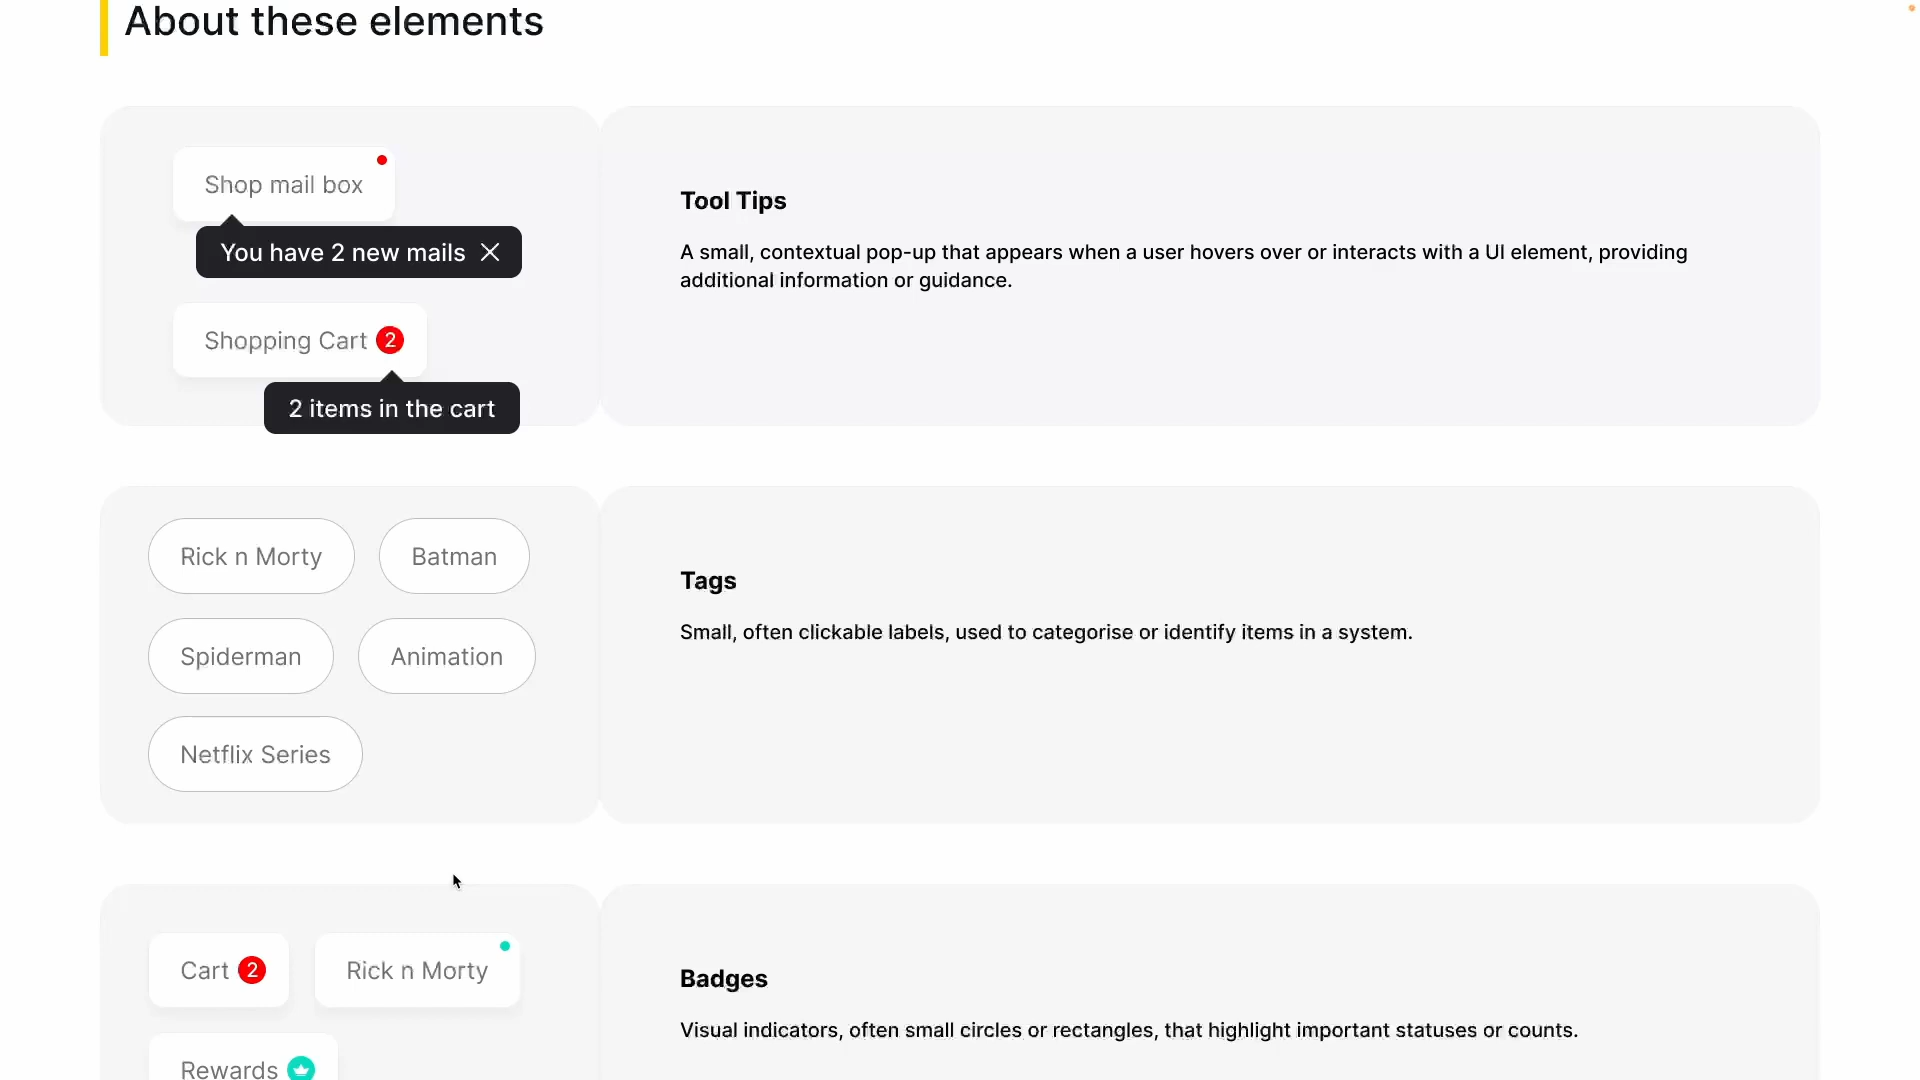 About these elements
Shop mail box
You have 2 new mails
Shopping Cart 2
2 items in the cart
Tool Tips
A small, contextual pop-up that appears when a user hovers over or interacts with a UI element, providing
additional information or guidance.
Rick n Morty
Batman
Spiderman
Animation
Netflix Series
Tags
Small, often clickable labels, used to categorise or identify items in a system.
Cart 2
Rick n Morty
Rewards
Badges
Visual indicators, often small circles or rectangles, that highlight important statuses or counts.